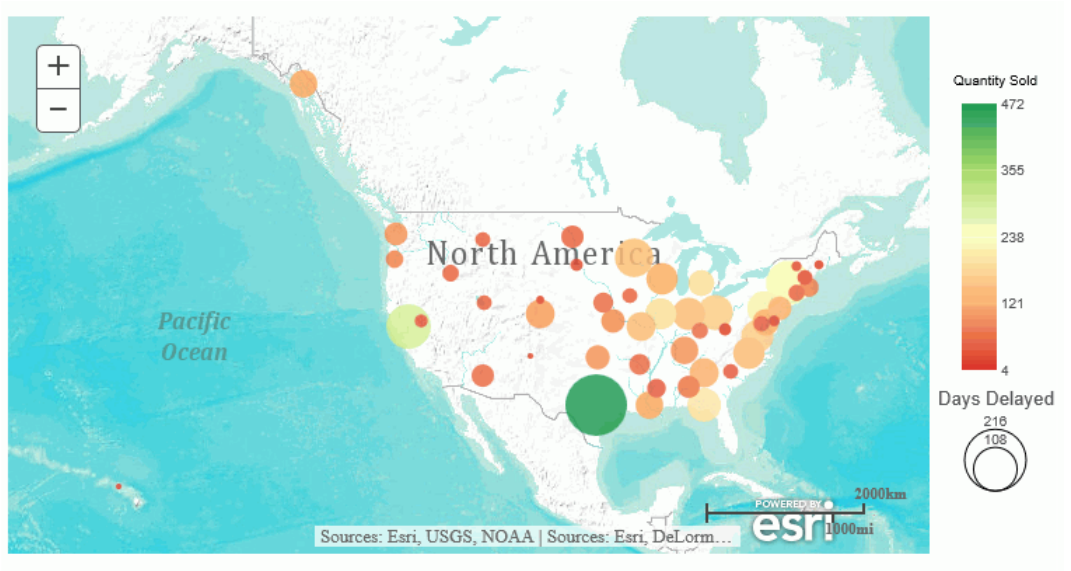 +
−
North America
Pacific
Ocean
Quantity Sold
472
355
238
121
4
Days Delayed
216
108
2000km
1000mi
POWERED BY
esri
Sources: Esri, USGS, NOAA | Sources: Esri, DeLorm...